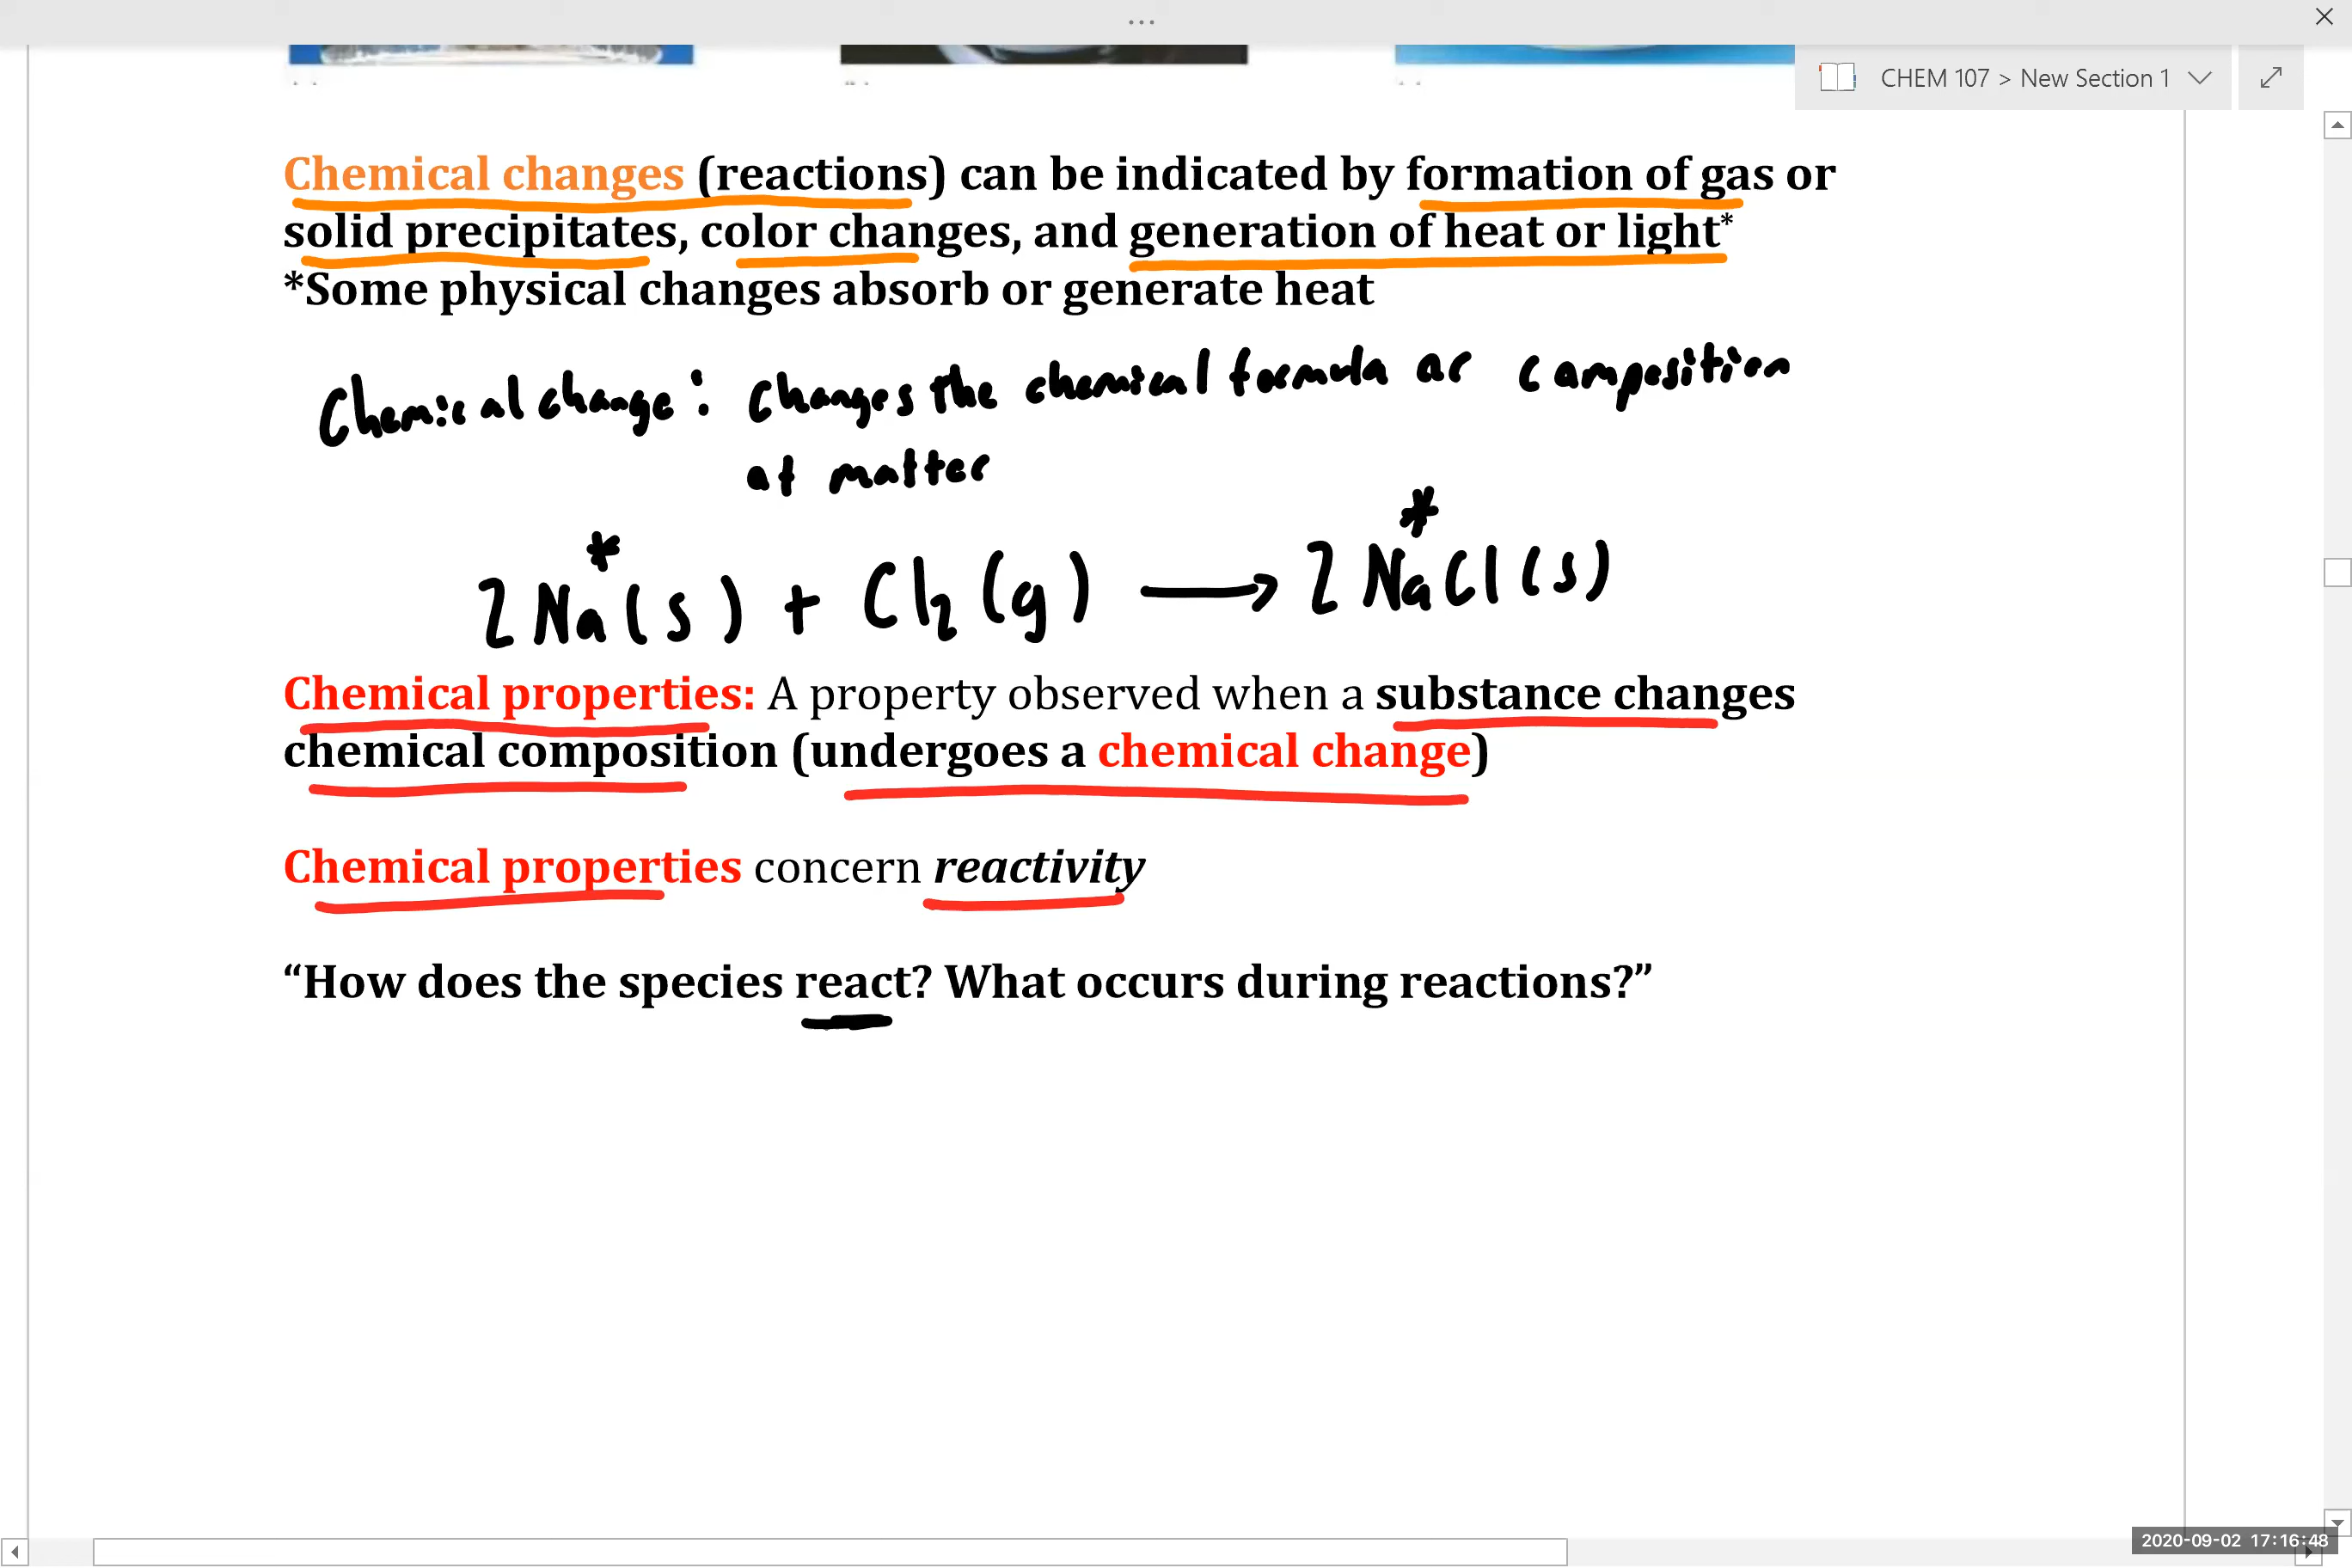 ...
CHEM 107 > New Section 1
Chemical changes (reactions) can be indicated by formation of gas or
solid precipitates, color changes, and generation of heat or light*
*Some physical changes absorb or generate heat
Chemical change: changes the chemical formula or composition
of matter
* *
2Na(s) + Cl₂(g) → 2NaCl(s)
Chemical properties: A property observed when a substance changes
chemical composition (undergoes a chemical change)
Chemical properties concern reactivity
“How does the species react? What occurs during reactions?”
2020-09-02 17:16:48